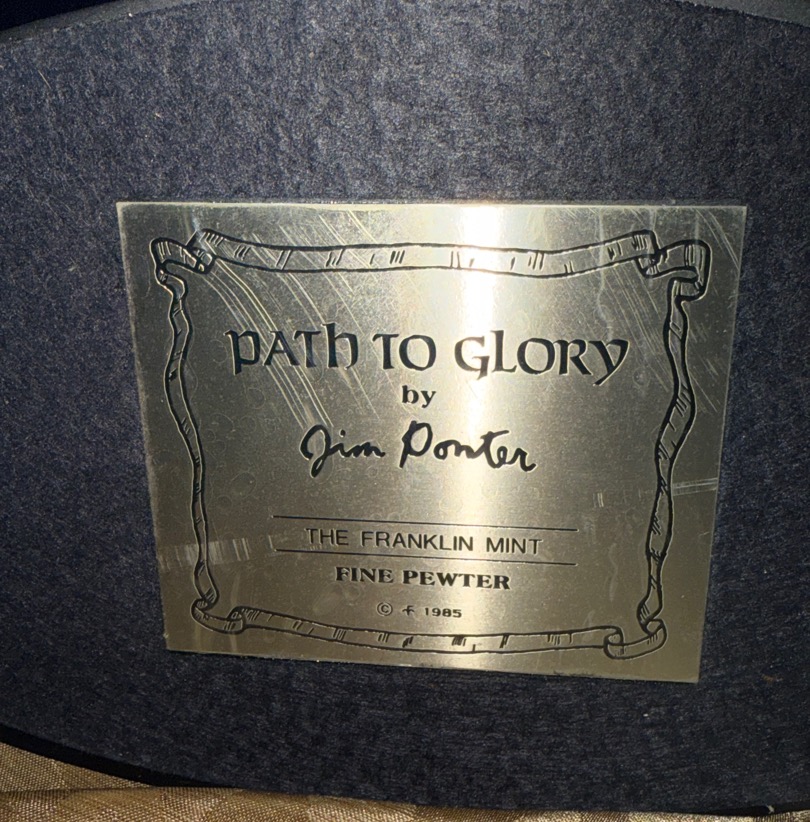 PATH TO GLORY
by
Jim Ponter
THE FRANKLIN MINT
FINE PEWTER
© f 1985